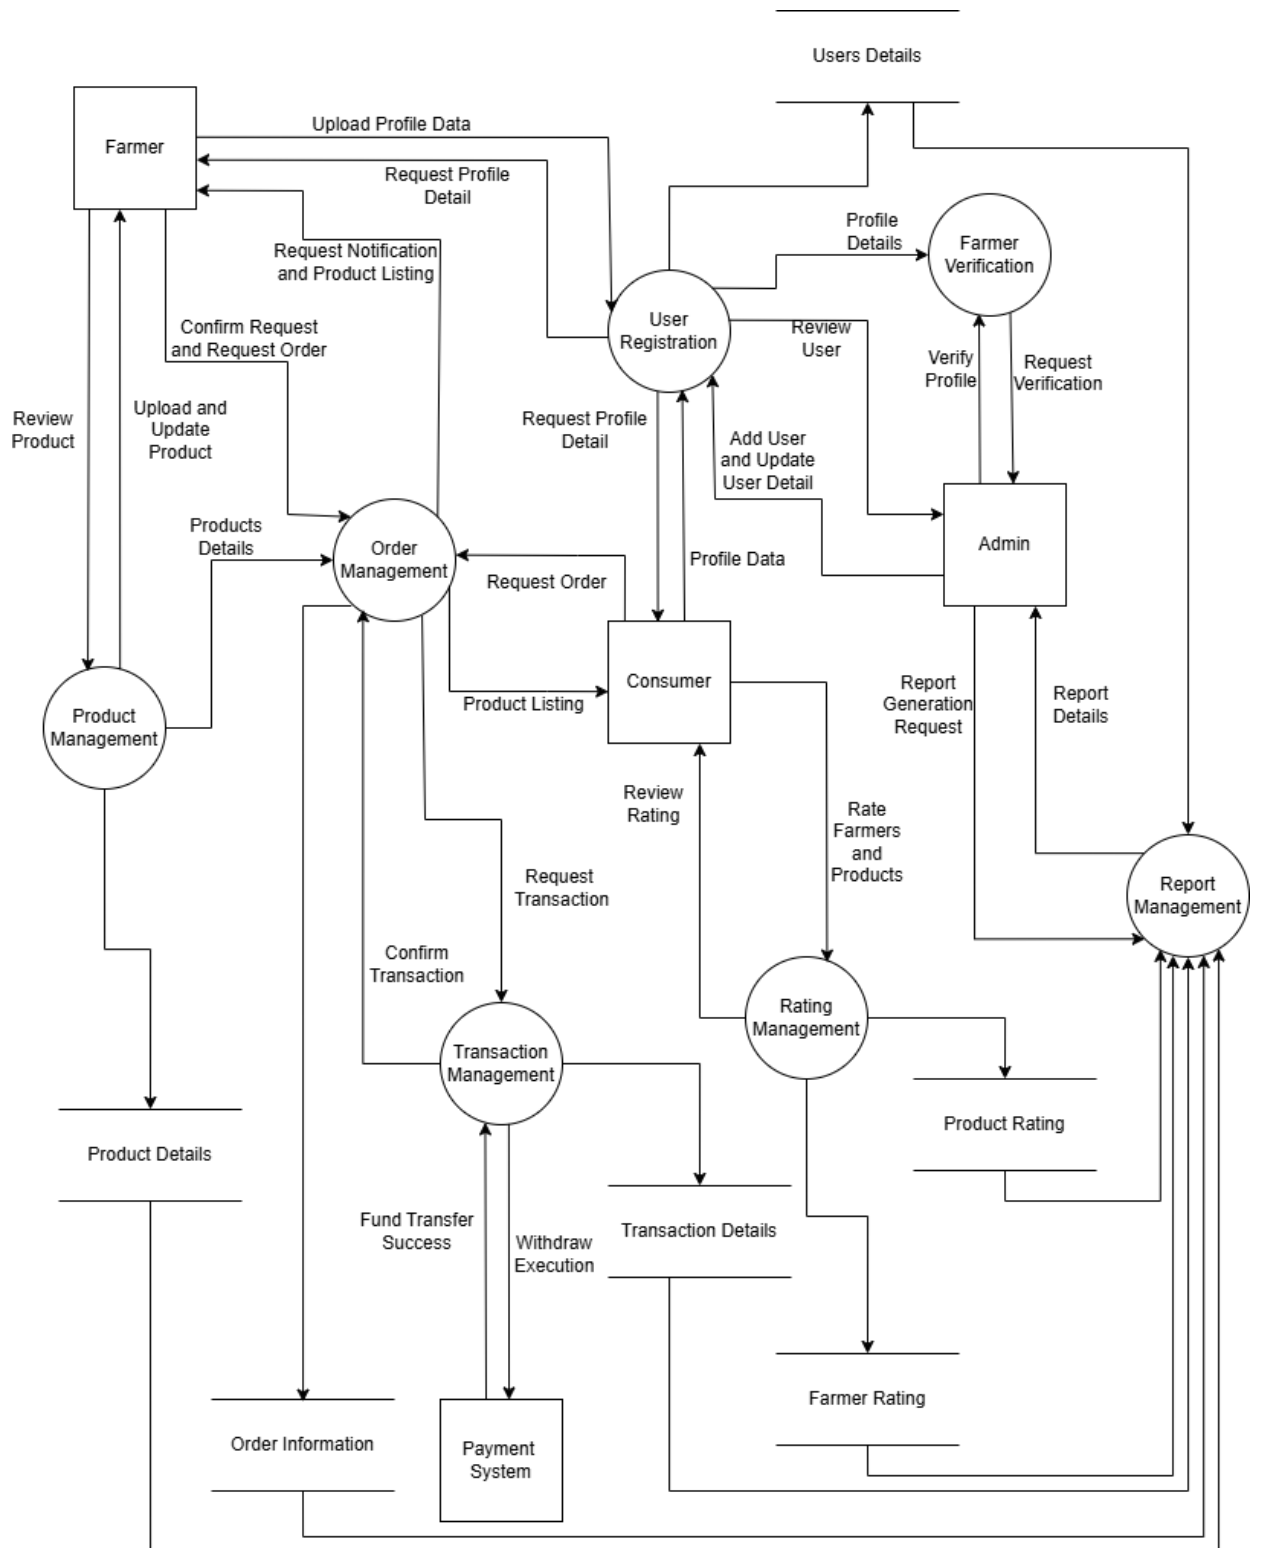 Users Details
Farmer
Upload Profile Data
Request Profile
Detail
Request Notification
and Product Listing
Profile
Details
Farmer
Verification
User
Registration
Confirm Request
and Request Order
Review
User
Verify
Profile
Request
Verification
Review
Product
Upload and
Update
Product
Request Profile
Detail
Add User
and Update
User Detail
Products
Details
Order
Management
Request Order
Profile Data
Admin
Consumer
Product Listing
Report
Generation
Request
Report
Details
Product
Management
Review
Rating
Rate
Farmers
and
Products
Request
Transaction
Report
Management
Confirm
Transaction
Rating
Management
Transaction
Management
Product Rating
Product Details
Fund Transfer
Success
Withdraw
Execution
Transaction Details
Farmer Rating
Order Information
Payment
System